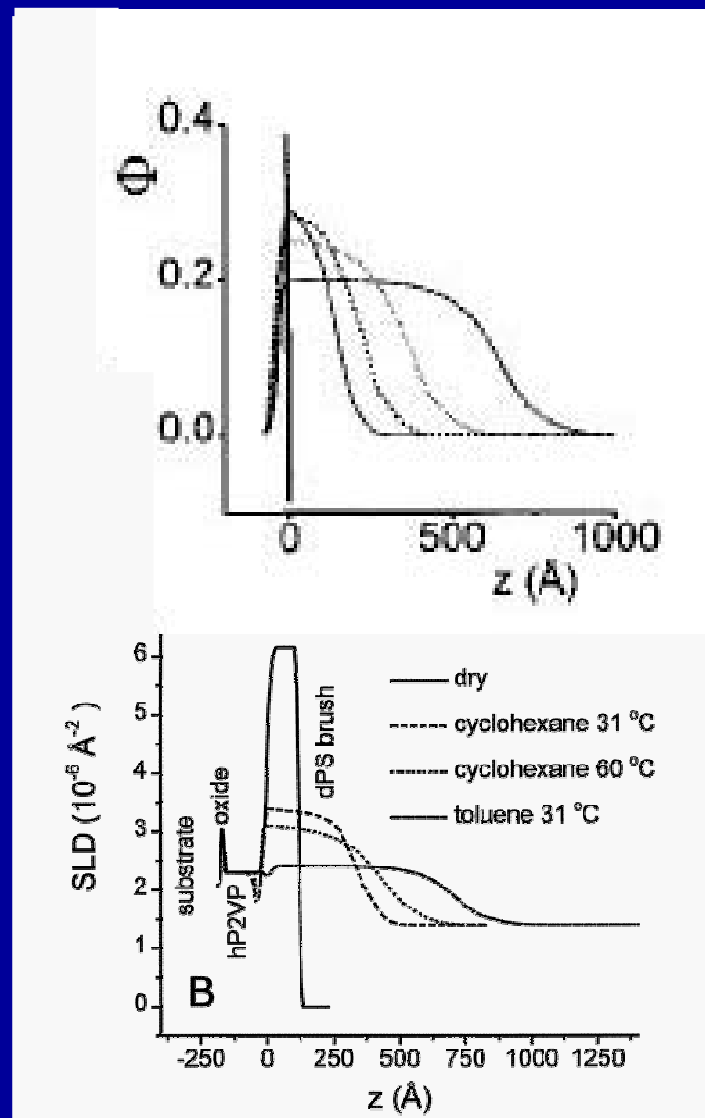 0.4
Φ
0.2
0.0
0 500 1000
z (Å)
6
5
4
3
2
1
0
SLD (10⁻⁶ Å⁻²)
substrate
oxide
hP2VP
dPS brush
dry
cyclohexane 31 °C
cyclohexane 60 °C
toluene 31 °C
B
-250 0 250 500 750 1000 1250
z (Å)